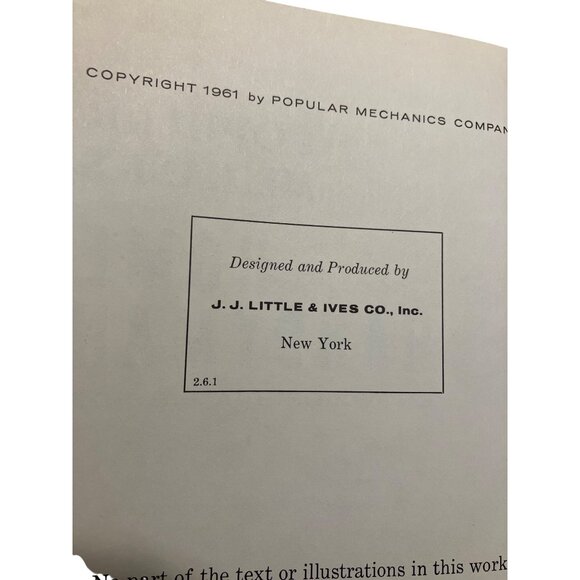 COPYRIGHT 1961 by POPULAR MECHANICS COMPAN
Designed and Produced by
J. J. LITTLE & IVES CO., Inc.
New York
2.6.1
No part of the text or illustrations in this work